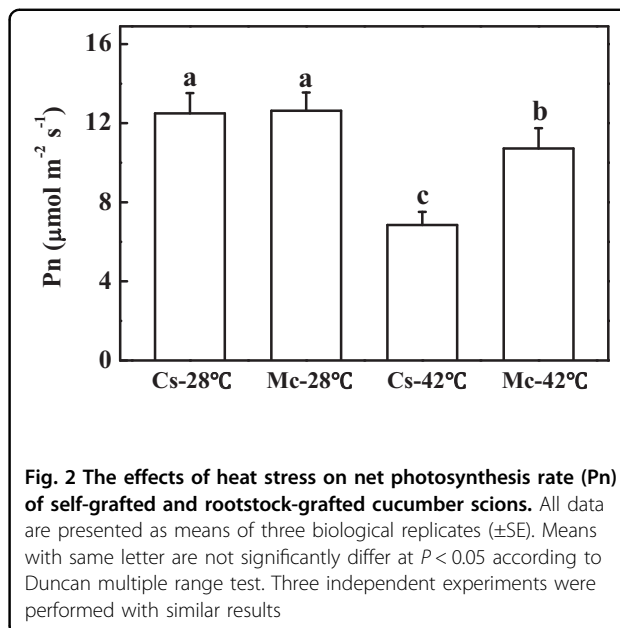 16
12
8
4
0
Pn (μmol m⁻² s⁻¹)
a
a
c
b
Cs-28℃ Mc-28℃ Cs-42℃ Mc-42℃
Fig. 2 The effects of heat stress on net photosynthesis rate (Pn)
of self-grafted and rootstock-grafted cucumber scions. All data
are presented as means of three biological replicates (±SE). Means
with same letter are not significantly differ at P < 0.05 according to
Duncan multiple range test. Three independent experiments were
performed with similar results